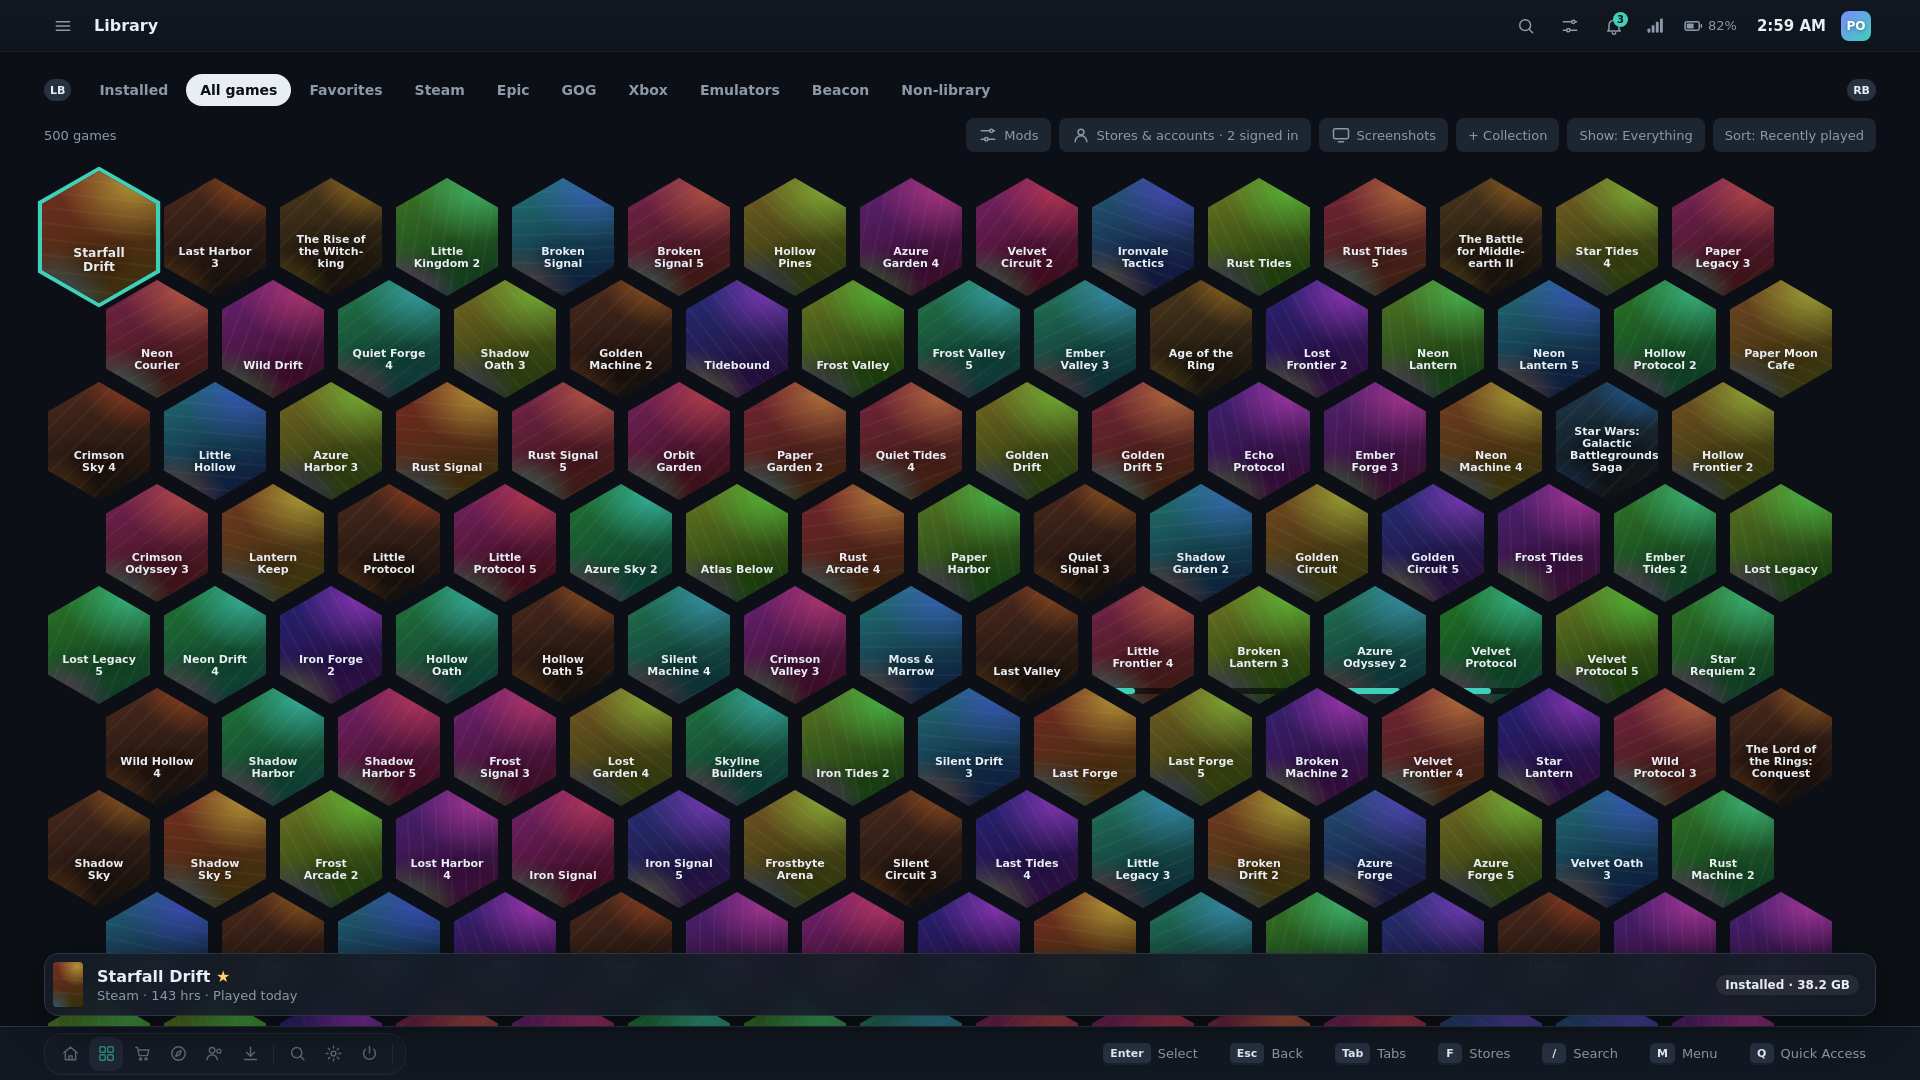 Library
3
82%
2:59 AM
PO
LB
Installed
All games
Favorites
Steam
Epic
GOG
Xbox
Emulators
Beacon
Non-library
RB
500 games
Mods
Stores & accounts · 2 signed in
Screenshots
+ Collection
Show: Everything
Sort: Recently played
Starfall
Drift
Last Harbor
3
The Rise of
the Witch-
king
Little
Kingdom 2
Broken
Signal
Broken
Signal 5
Hollow
Pines
Azure
Garden 4
Velvet
Circuit 2
Ironvale
Tactics
Rust Tides
Rust Tides
5
The Battle
for Middle-
earth II
Star Tides
4
Paper
Legacy 3
Neon
Courier
Wild Drift
Quiet Forge
4
Shadow
Oath 3
Golden
Machine 2
Tidebound
Frost Valley
Frost Valley
5
Ember
Valley 3
Age of the
Ring
Lost
Frontier 2
Neon
Lantern
Neon
Lantern 5
Hollow
Protocol 2
Paper Moon
Cafe
Crimson
Sky 4
Little
Hollow
Azure
Harbor 3
Rust Signal
Rust Signal
5
Orbit
Garden
Paper
Garden 2
Quiet Tides
4
Golden
Drift
Golden
Drift 5
Echo
Protocol
Ember
Forge 3
Neon
Machine 4
Star Wars:
Galactic
Battlegrounds
Saga
Hollow
Frontier 2
Crimson
Odyssey 3
Lantern
Keep
Little
Protocol
Little
Protocol 5
Azure Sky 2
Atlas Below
Rust
Arcade 4
Paper
Harbor
Quiet
Signal 3
Shadow
Garden 2
Golden
Circuit
Golden
Circuit 5
Frost Tides
3
Ember
Tides 2
Lost Legacy
Lost Legacy
5
Neon Drift
4
Iron Forge
2
Hollow
Oath
Hollow
Oath 5
Silent
Machine 4
Crimson
Valley 3
Moss &
Marrow
Last Valley
Little
Frontier 4
Broken
Lantern 3
Azure
Odyssey 2
Velvet
Protocol
Velvet
Protocol 5
Star
Requiem 2
Wild Hollow
4
Shadow
Harbor
Shadow
Harbor 5
Frost
Signal 3
Lost
Garden 4
Skyline
Builders
Iron Tides 2
Silent Drift
3
Last Forge
Last Forge
5
Broken
Machine 2
Velvet
Frontier 4
Star
Lantern
Wild
Protocol 3
The Lord of
the Rings:
Conquest
Shadow
Sky
Shadow
Sky 5
Frost
Arcade 2
Lost Harbor
4
Iron Signal
Iron Signal
5
Frostbyte
Arena
Silent
Circuit 3
Last Tides
4
Little
Legacy 3
Broken
Drift 2
Azure
Forge
Azure
Forge 5
Velvet Oath
3
Rust
Machine 2
Starfall Drift ★
Steam · 143 hrs · Played today
Installed · 38.2 GB
Enter Select
Esc Back
Tab Tabs
F Stores
/ Search
M Menu
Q Quick Access